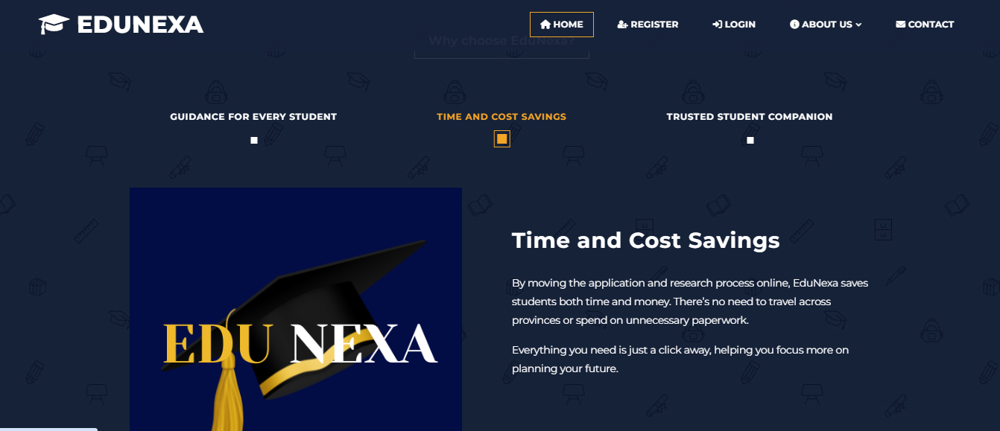 EDUNEXA
HOME
REGISTER
LOGIN
ABOUT US
CONTACT
Why choose EduNexa?
GUIDANCE FOR EVERY STUDENT
TIME AND COST SAVINGS
TRUSTED STUDENT COMPANION
EDU NEXA
Time and Cost Savings
By moving the application and research process online, EduNexa saves
students both time and money. There's no need to travel across
provinces or spend on unnecessary paperwork.
Everything you need is just a click away, helping you focus more on
planning your future.